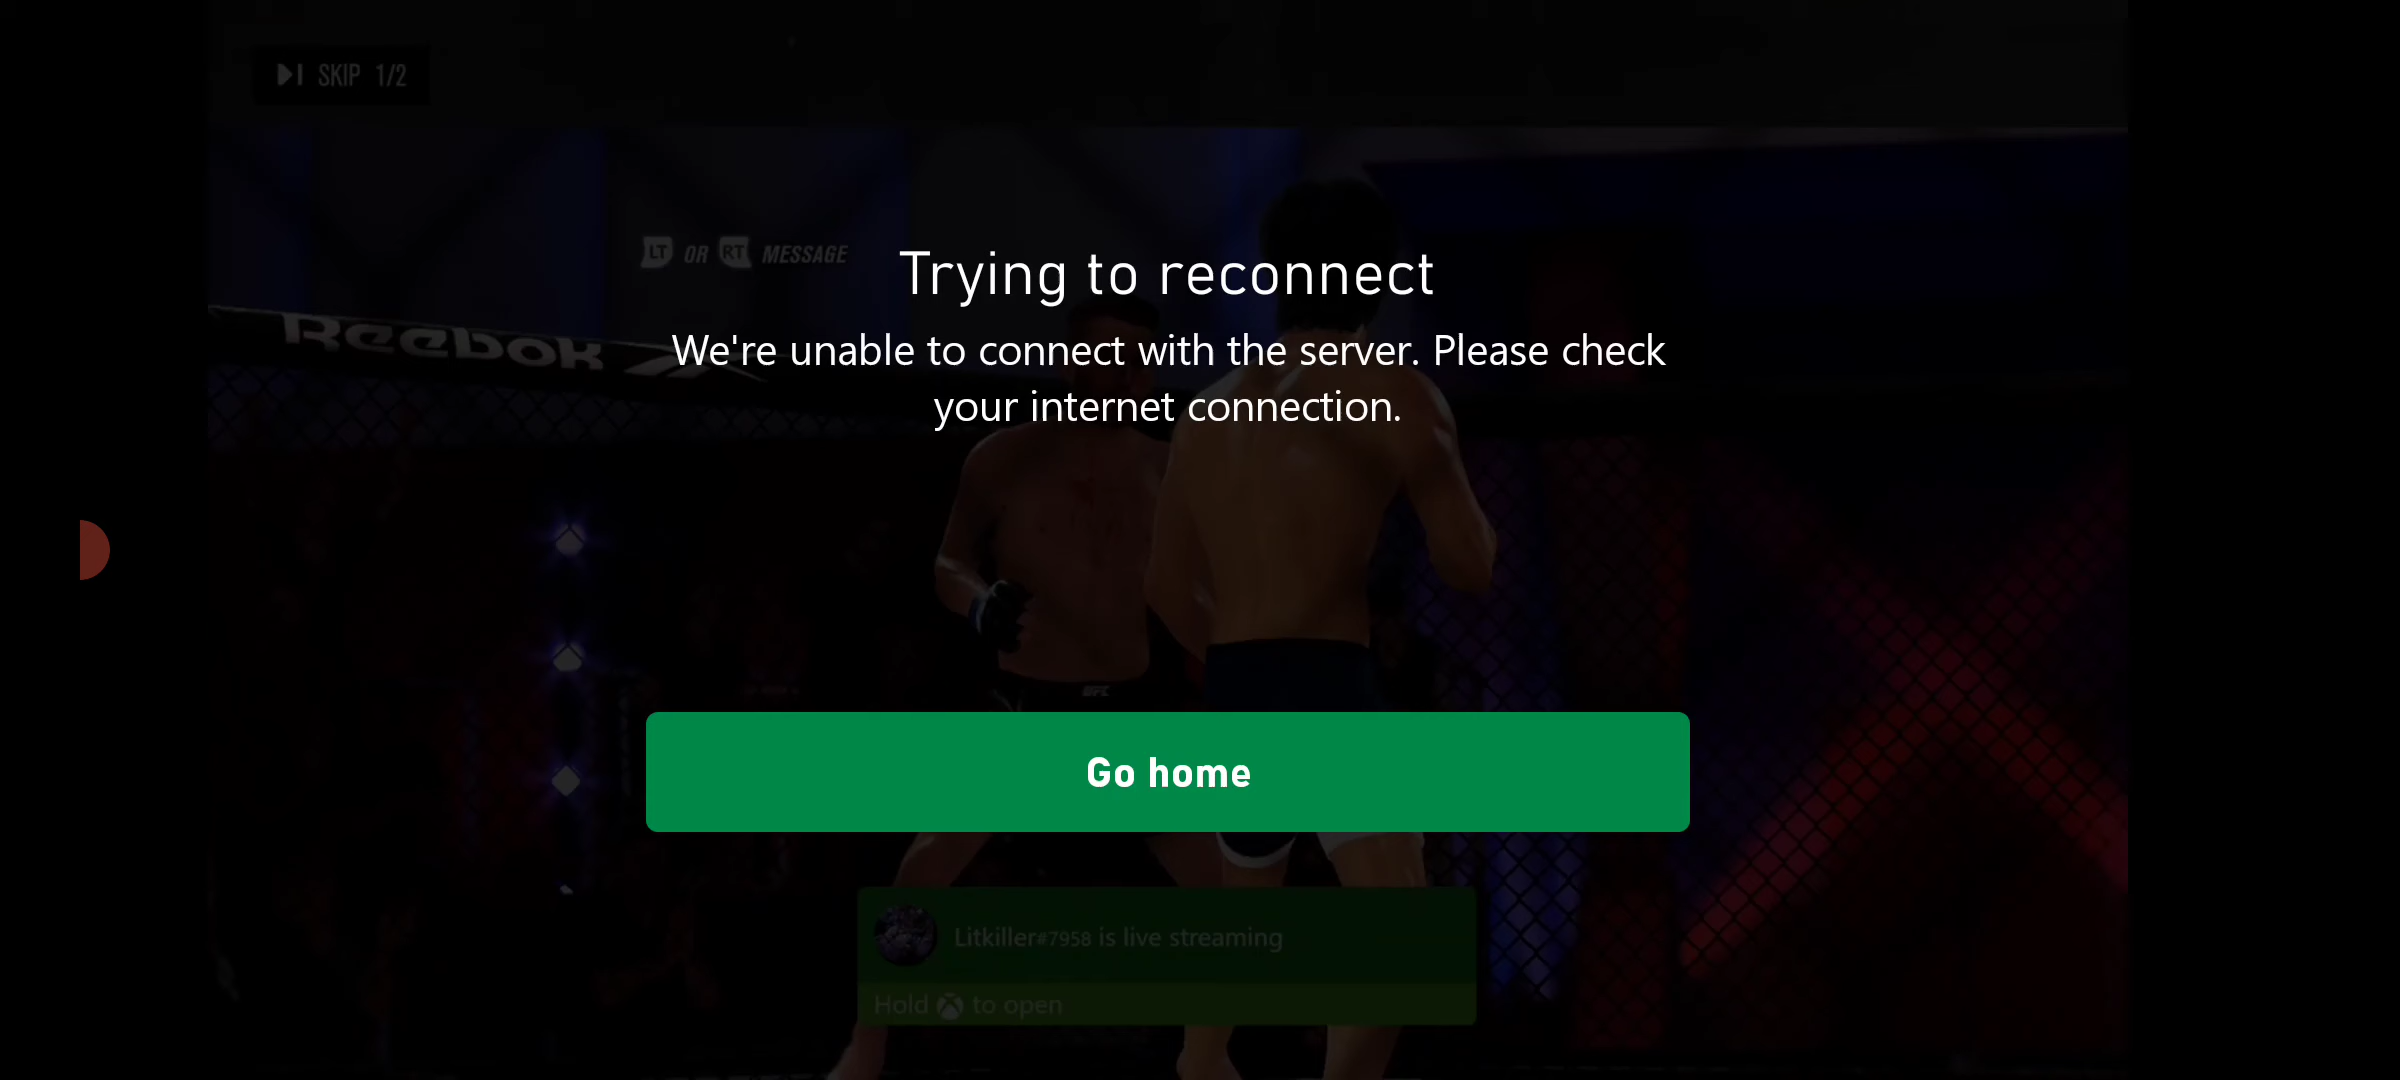 SKIP 1/2
LT OR RT MESSAGE
Trying to reconnect
Reebok
We're unable to connect with the server. Please check
your internet connection.
UFC
Go home
Litkiller#7958 is live streaming
Hold to open